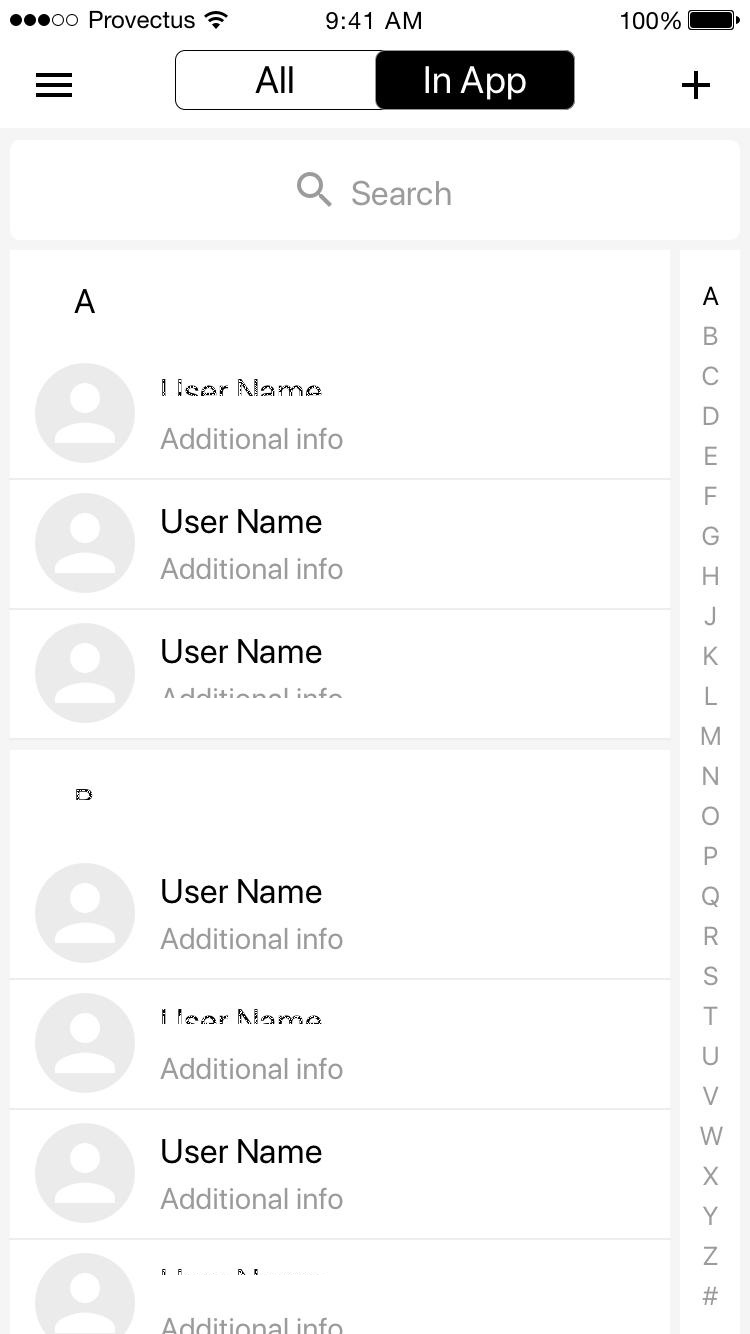 Provectus 9:41 AM 100%
All In App
Search
A
User Name
Additional info
User Name
Additional info
User Name
Additional info
User Name
Additional info
User Name
Additional info
User Name
Additional info
Additional info
A
B
C
D
E
F
G
H
J
K
L
M
N
O
P
Q
R
S
T
U
V
W
X
Y
Z
#